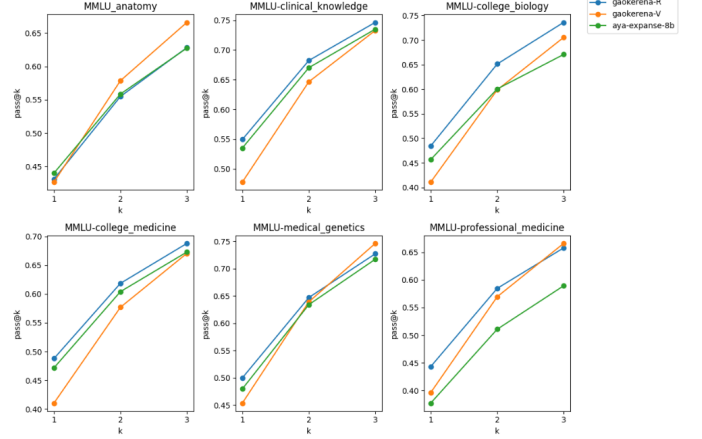 MMLU_anatomy
0.65
0.60
0.55
0.50
0.45
pass@k
1 2 3
k
MMLU-clinical_knowledge
0.75
0.70
0.65
0.60
0.55
0.50
pass@k
1 2 3
k
MMLU-college_biology
0.75
0.70
0.65
0.60
0.55
0.50
0.45
0.40
pass@k
1 2 3
k
gaokerena-R
gaokerena-V
aya-expanse-8b
MMLU-college_medicine
0.70
0.65
0.60
0.55
0.50
0.45
0.40
pass@k
1 2 3
k
MMLU-medical_genetics
0.75
0.70
0.65
0.60
0.55
0.50
0.45
pass@k
1 2 3
k
MMLU-professional_medicine
0.65
0.60
0.55
0.50
0.45
0.40
pass@k
1 2 3
k